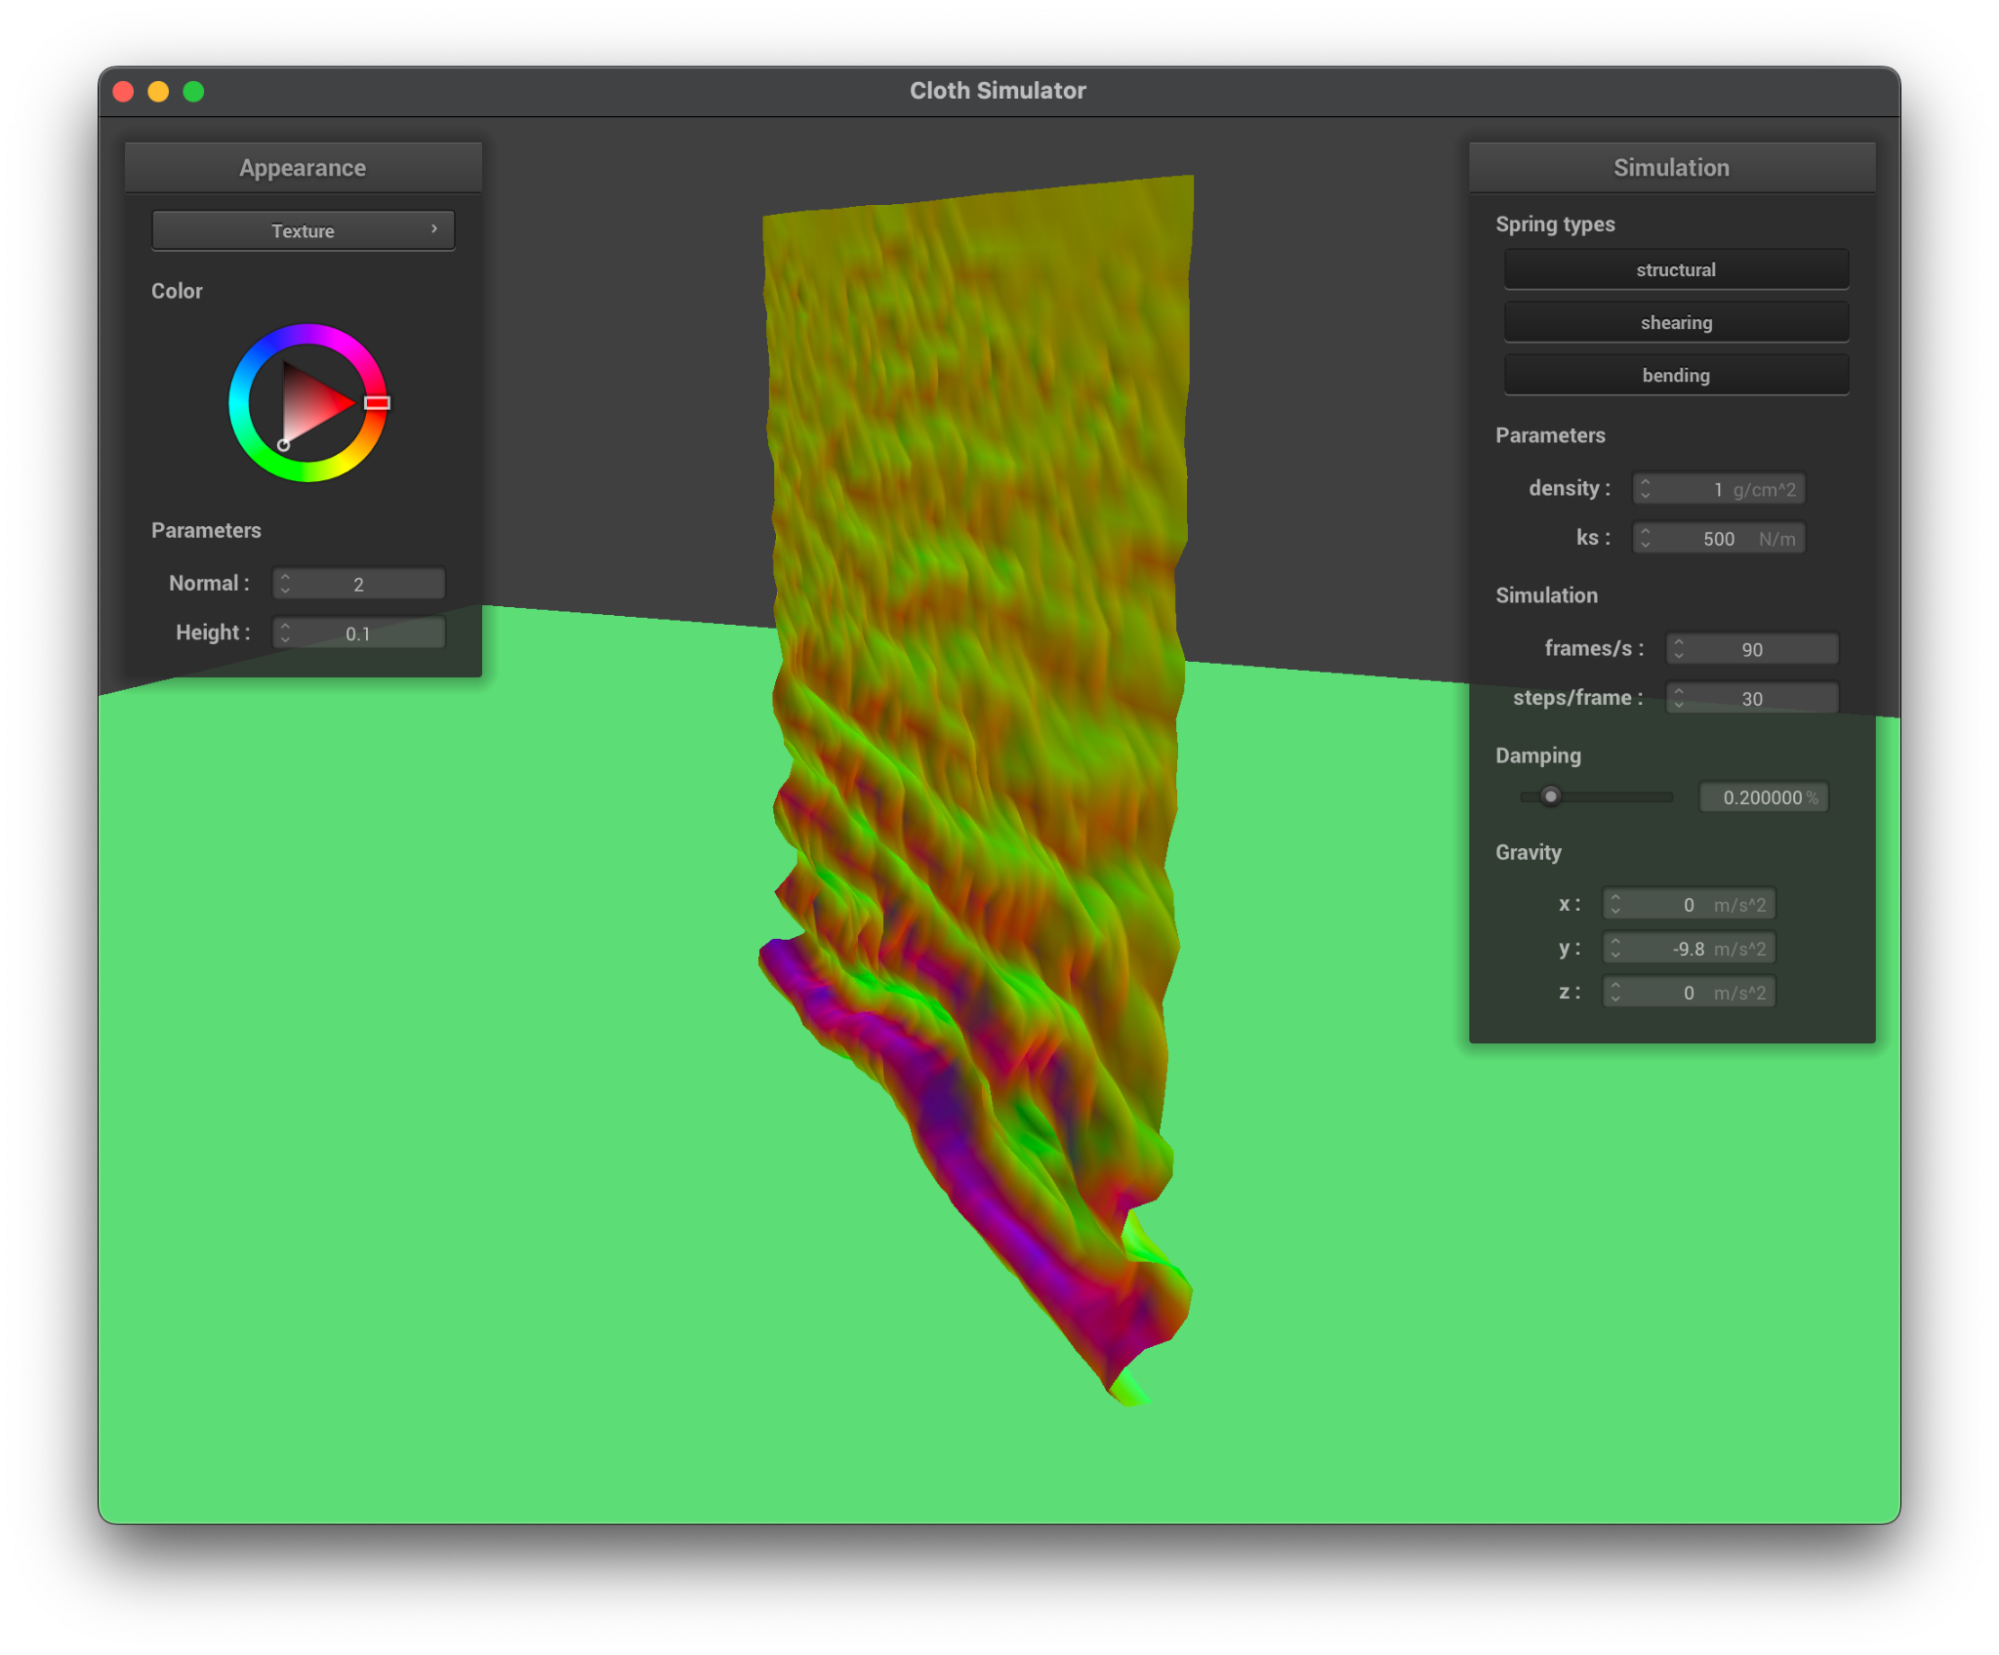 Cloth Simulator
Appearance
Texture
Color
Parameters
Normal : 2
Height : 0.1
Simulation
Spring types
structural
shearing
bending
Parameters
density : 1 g/cm^2
ks : 500 N/m
Simulation
frames/s : 90
steps/frame : 30
Damping
0.200000 %
Gravity
x : 0 m/s^2
y : -9.8 m/s^2
z : 0 m/s^2